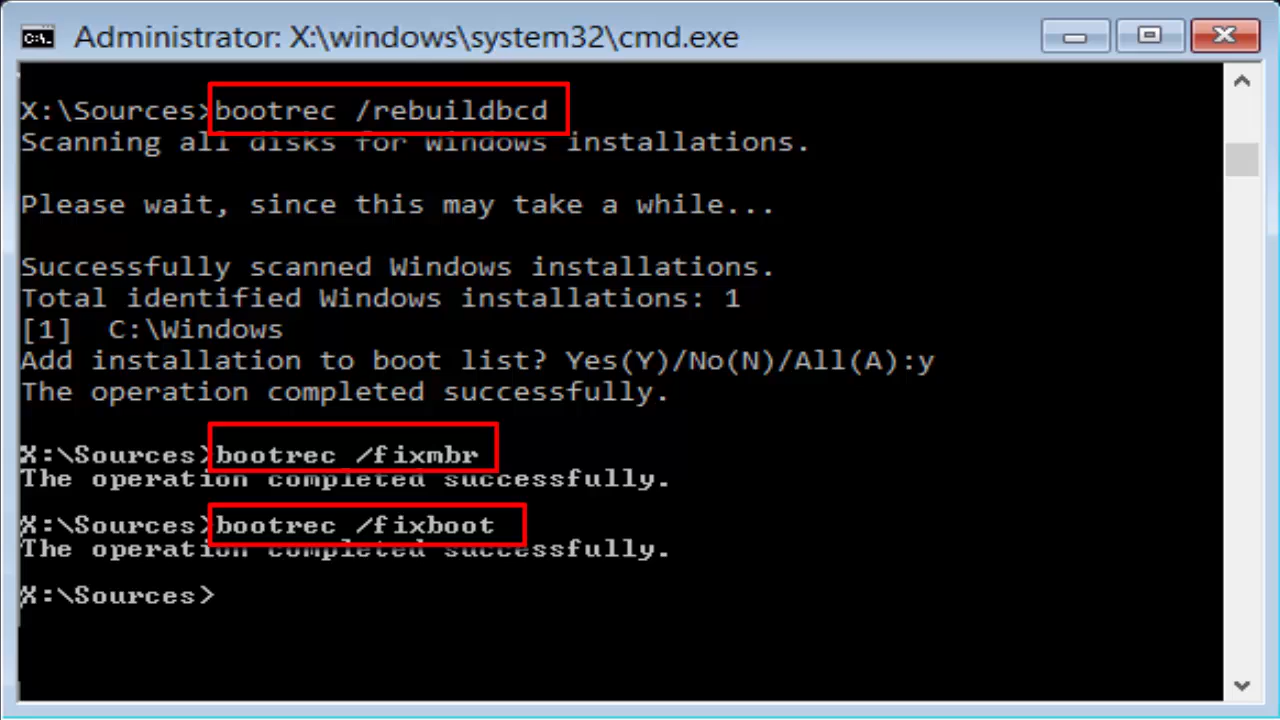 Administrator: X:\windows\system32\cmd.exe
X:\Sources>bootrec /rebuildbcd
Scanning all disks for Windows installations.
Please wait, since this may take a while...
Successfully scanned Windows installations.
Total identified Windows installations: 1
[1]  C:\Windows
Add installation to boot list? Yes(Y)/No(N)/All(A):y
The operation completed successfully.
X:\Sources>bootrec /fixmbr
The operation completed successfully.
X:\Sources>bootrec /fixboot
The operation completed successfully.
X:\Sources>